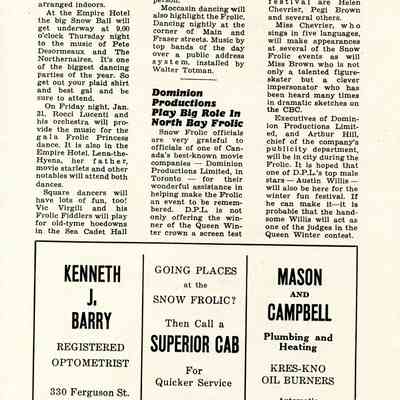 arranged indoors.
At the Empire Hotel
the big Snow Ball will
get underway at 9.00
o'clock Thursday night
to the music of Pete
Desormeaux and The
Northernaires. It's one
of the biggest dancing
parties of the year. So
get out your plaid shirt
and best gal and be
sure to attend.
On Friday night, Jan.
21, Rocci Lucenti and
his orchestra, will pro-
vide the music for the
gala Frolic Princess
dance. It is also in the
Empire Hotel. Lena-the-
Hyena, her father,
movie starlets and other
notables will attend both
dances.
Square dancers will
have lots of fun, too!
Vic Virgili and his
Frolic Fiddlers will play
for old-tyme hoedowns
in the Sea Cadet Hall
person.
Moccasin dancing will
also highlight the Frolic.
Dancing nightly at the
corner of Main and
Fraser streets. Music by
top bands of the day
over a public address
system, installed by
Walter Totman.
Dominion
Productions
Play Big Role In
North Bay Frolic
Snow Frolic officials
are very grateful to
officials of one of Can-
ada's best-known movie
companies — Dominion
Productions Limited, in
Toronto — for their
wonderful assistance in
helping make the Frolic
an event to be remem-
bered. D.P.L. is not
only offering the win-
ner of the Queen Win-
ter crown a screen test
festival are Helen
Chevrier, Pegi Brown
and several others.
Miss Chevrier, who
sings in five languages,
will make appearances
at several of the Snow
Frolic events as will
Miss Brown who is not
only a talented figure-
skater but a clever
impersonator who has
been heard many times
in dramatic sketches on
the CBC.
Executives of Domin-
ion Productions Limit-
ed, and Arthur Hill,
chief of the company's
publicity department,
will be in city during the
Frolic. It is hoped that
one of D.P.L.'s top male
stars — Austin Willis —
will also be here for the
winter fun festival. If
he can make it—it is
probable that the hand-
some Willis will act as
one of the judges in the
Queen Winter contest.
KENNETH
J.
BARRY
REGISTERED
OPTOMETRIST
330 Ferguson St.
GOING PLACES
at the
SNOW FROLIC?
Then Call a
SUPERIOR CAB
For
Quicker Service
MASON
AND
CAMPBELL
Plumbing and
Heating
KRES-KNO
OIL BURNERS
Automatic